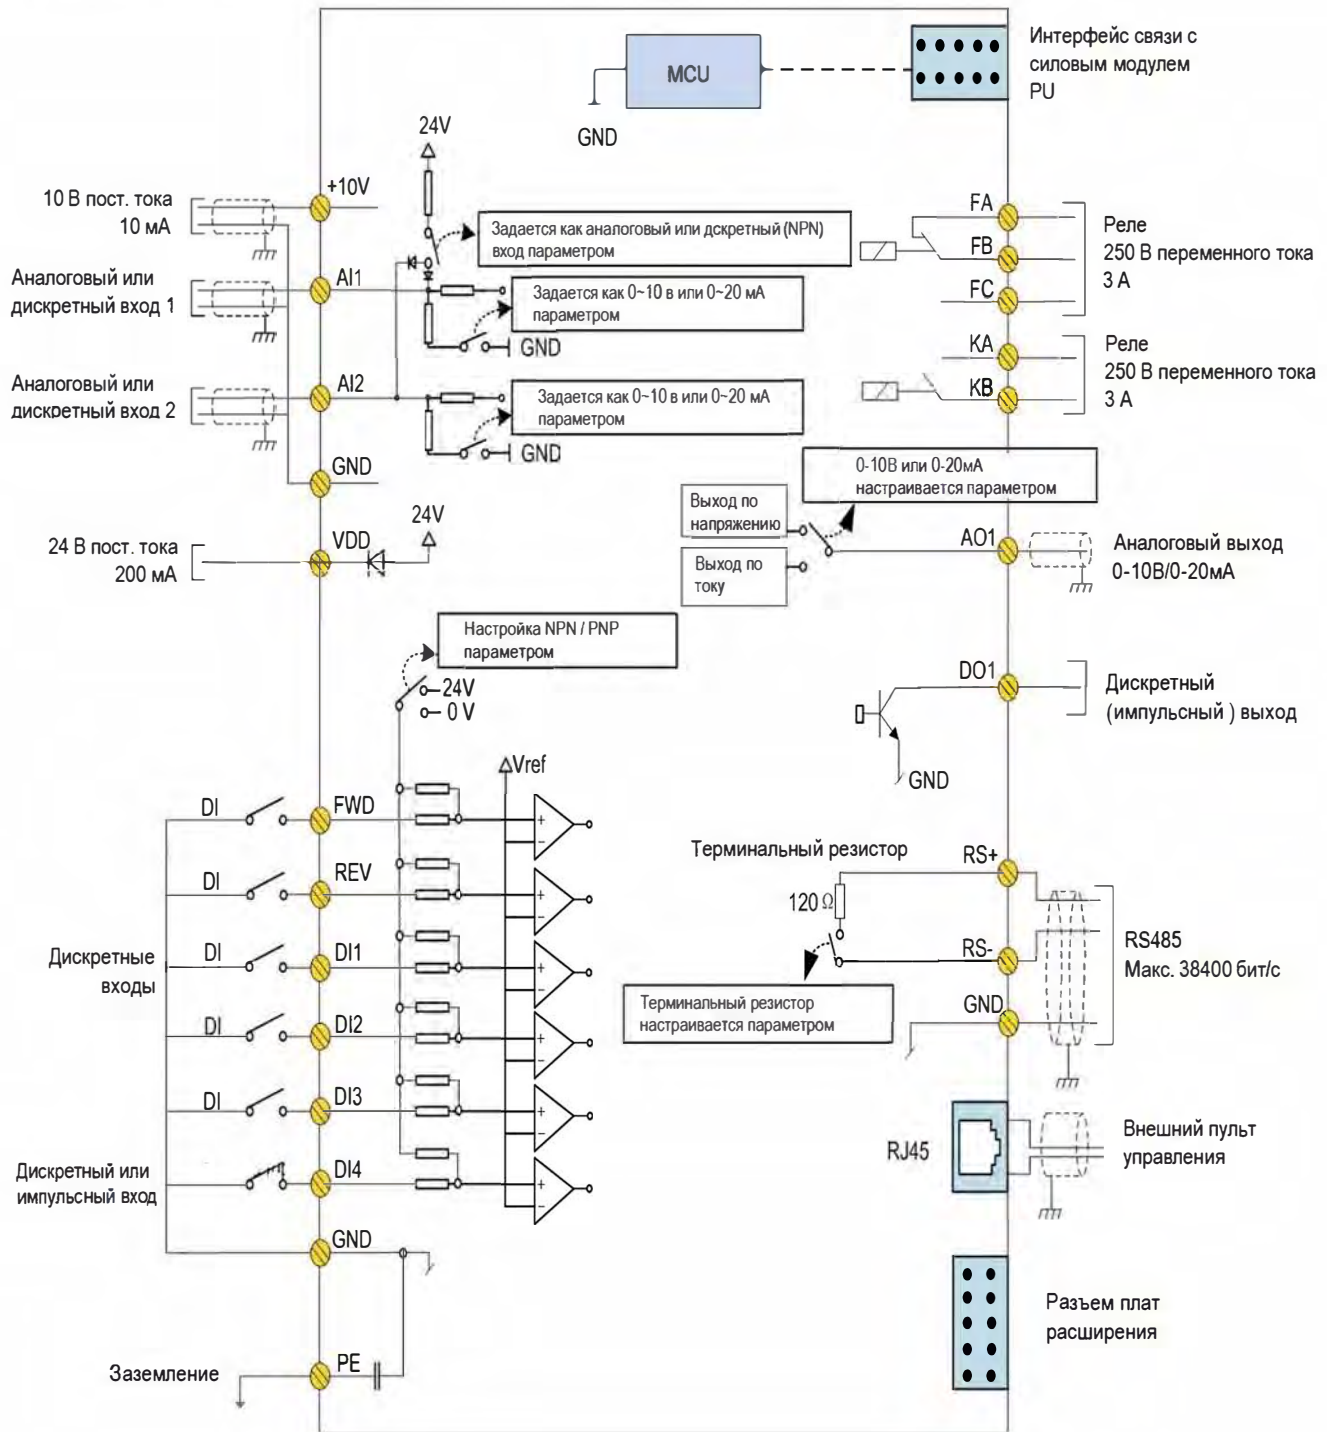 MCU
GND
Интерфейс связи с
силовым модулем
PU
24V
10 В пост. тока
10 мА
+10V
Задается как аналоговый или дскретный (NPN)
вход параметром
Аналоговый или
дискретный вход 1
AI1
Задается как 0~10 в или 0~20 мА
параметром
GND
Аналоговый или
дискретный вход 2
AI2
Задается как 0~10 в или 0~20 мА
параметром
GND
GND
FA
FB
FC
Реле
250 В переменного тока
3 А
KA
KB
Реле
250 В переменного тока
3 А
0-10В или 0-20мА
настраивается параметром
Выход по
напряжению
Выход по
току
AO1
Аналоговый выход
0-10В/0-20мА
24 В пост. тока
200 мА
VDD
24V
Настройка NPN / PNP
параметром
24V
0 V
DO1
Дискретный
(импульсный ) выход
GND
Vref
DI
FWD
DI
REV
DI
DI1
Дискретные
входы
DI
DI2
DI
DI3
Дискретный или
импульсный вход
DI4
GND
Заземление
PE
Терминальный резистор
120 Ω
RS+
RS-
GND
RS485
Макс. 38400 бит/с
Терминальный резистор
настраивается параметром
RJ45
Внешний пульт
управления
Разъем плат
расширения